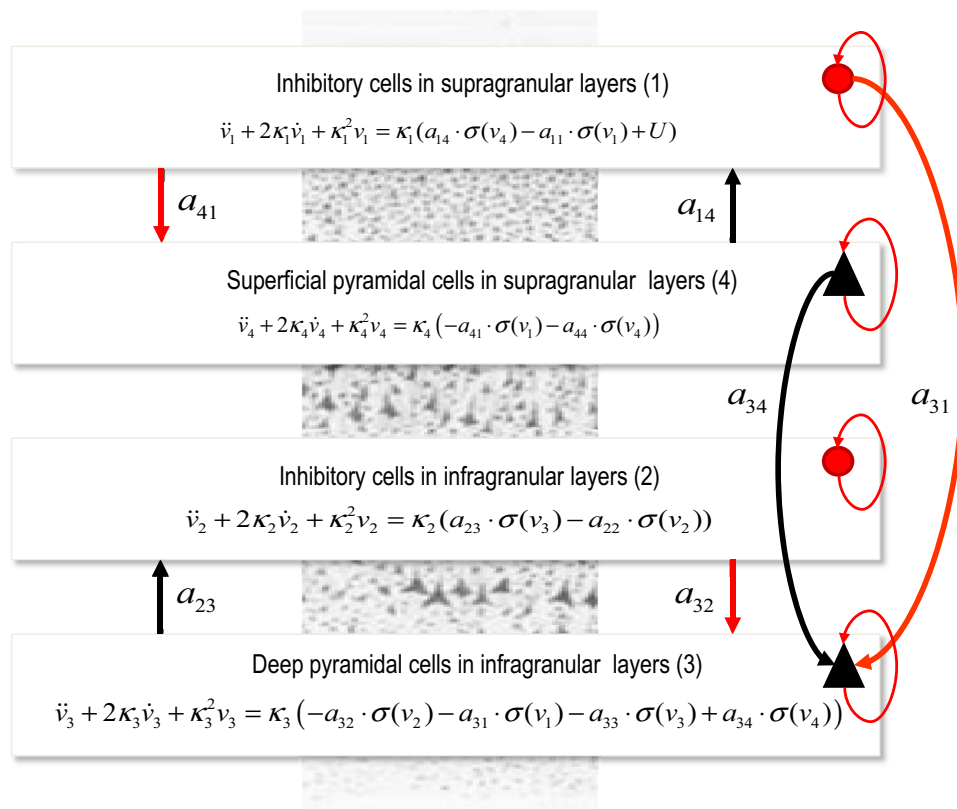 Inhibitory cells in supragranular layers (1)
v̈₁ + 2κ₁v̇₁ + κ₁²v₁ = κ₁(a₁₄ · σ(v₄) − a₁₁ · σ(v₁) + U)
a₄₁
a₁₄
Superficial pyramidal cells in supragranular layers (4)
v̈₄ + 2κ₄v̇₄ + κ₄²v₄ = κ₄(−a₄₁ · σ(v₁) − a₄₄ · σ(v₄))
a₃₄
a₃₁
Inhibitory cells in infragranular layers (2)
v̈₂ + 2κ₂v̇₂ + κ₂²v₂ = κ₂(a₂₃ · σ(v₃) − a₂₂ · σ(v₂))
a₂₃
a₃₂
Deep pyramidal cells in infragranular layers (3)
v̈₃ + 2κ₃v̇₃ + κ₃²v₃ = κ₃(−a₃₂ · σ(v₂) − a₃₁ · σ(v₁) − a₃₃ · σ(v₃) + a₃₄ · σ(v₄))